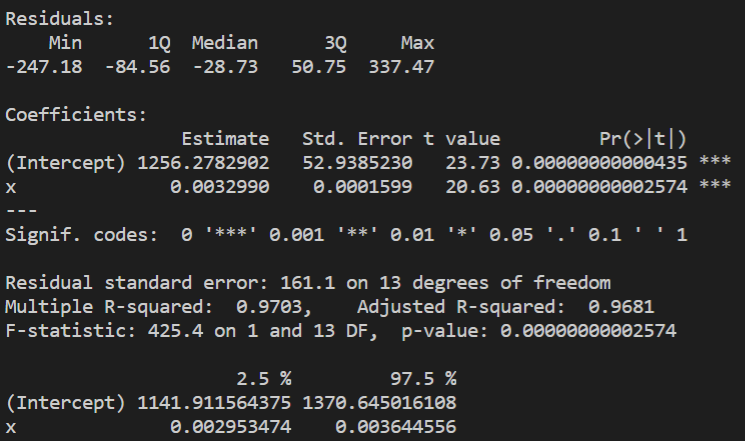 Residuals:
    Min      1Q  Median      3Q     Max
-247.18  -84.56  -28.73   50.75  337.47

Coefficients:
                Estimate   Std. Error t value         Pr(>|t|)
(Intercept) 1256.2782902   52.9385230   23.73 0.00000000000435 ***
x              0.0032990    0.0001599   20.63 0.00000000002574 ***
---
Signif. codes:  0 '***' 0.001 '**' 0.01 '*' 0.05 '.' 0.1 ' ' 1

Residual standard error: 161.1 on 13 degrees of freedom
Multiple R-squared:  0.9703,    Adjusted R-squared:  0.9681
F-statistic: 425.4 on 1 and 13 DF,  p-value: 0.00000000002574

                     2.5 %         97.5 %
(Intercept) 1141.911564375 1370.645016108
x              0.002953474    0.003644556